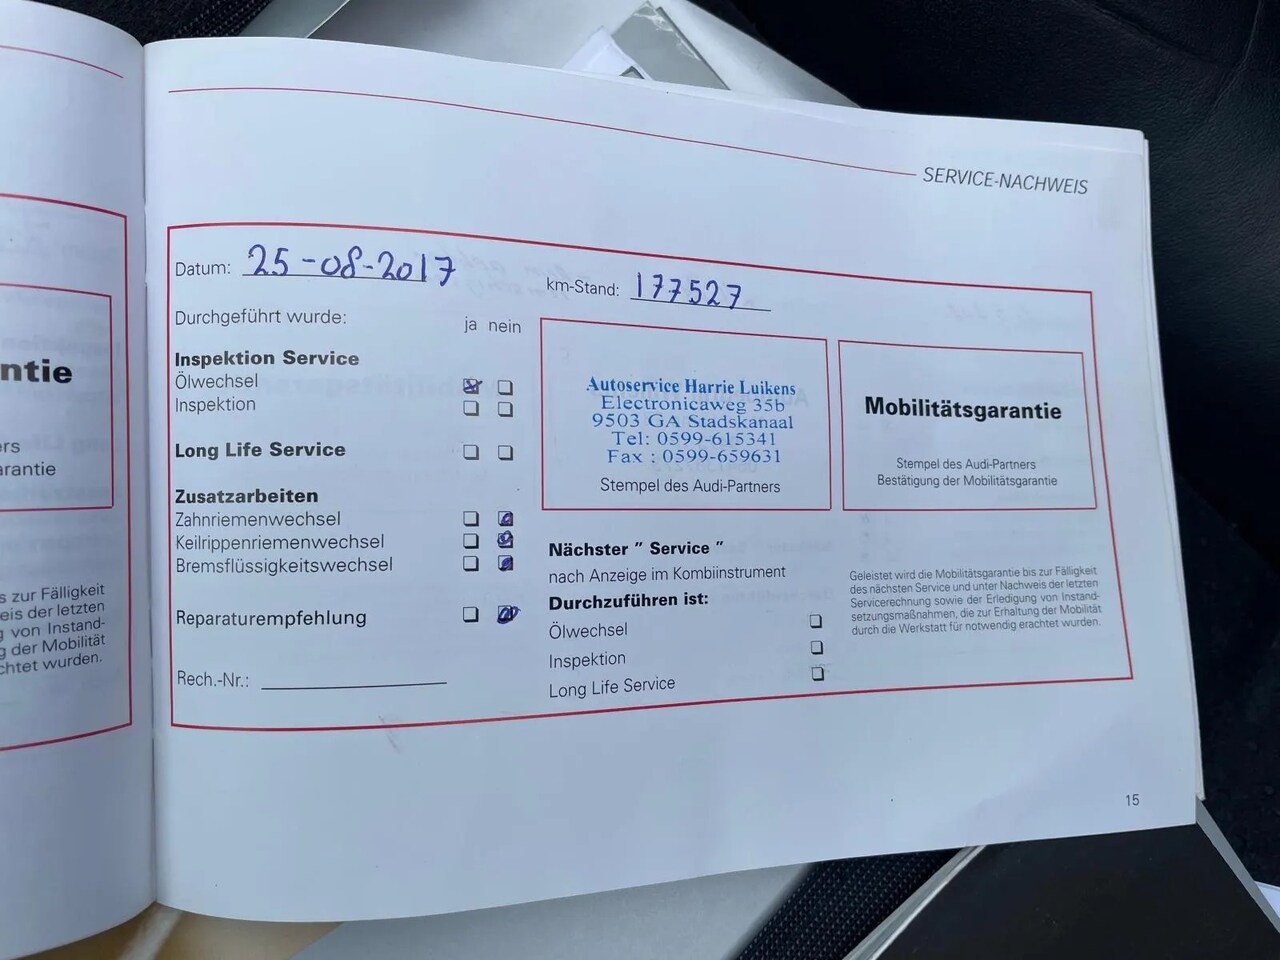 ntie
ers
arantie
s zur Fälligkeit
eis der letzten
g von Instand-
g der Mobilität
chtet wurden.
SERVICE-NACHWEIS
Datum: 25-08-2017
km-Stand: 177527
Durchgeführt wurde: ja nein
Inspektion Service
Ölwechsel
Inspektion
Long Life Service
Zusatzarbeiten
Zahnriemenwechsel
Keilrippenriemenwechsel
Bremsflüssigkeitswechsel
Reparaturempfehlung
Rech.-Nr.:
Autoservice Harrie Luikens
Electronicaweg 35b
9503 GA Stadskanaal
Tel: 0599-615341
Fax : 0599-659631
Stempel des Audi-Partners
Mobilitätsgarantie
Stempel des Audi-Partners
Bestätigung der Mobilitätsgarantie
Nächster " Service "
nach Anzeige im Kombiinstrument
Durchzuführen ist:
Ölwechsel
Inspektion
Long Life Service
Geleistet wird die Mobilitätsgarantie bis zur Fälligkeit
des nächsten Service und unter Nachweis der letzten
Servicerechnung sowie der Erledigung von Instand-
setzungsmaßnahmen, die zur Erhaltung der Mobilität
durch die Werkstatt für notwendig erachtet wurden.
15